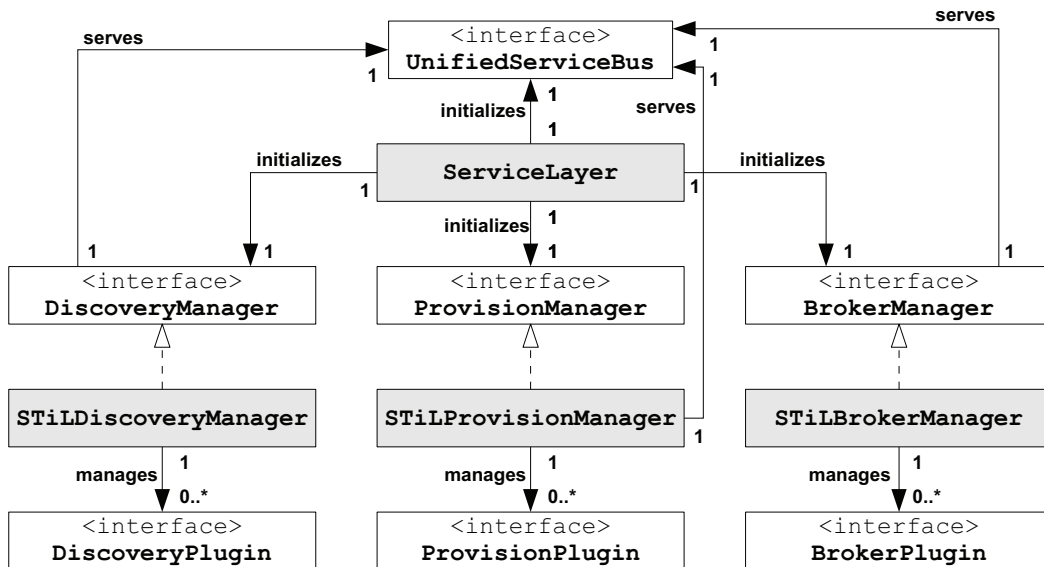 serves
<interface>
UnifiedServiceBus
serves
1
1
1
1
initializes
serves
1
initializes
ServiceLayer
initializes
1
1
initializes
1
1
1
1
1
1
<interface>
DiscoveryManager
<interface>
ProvisionManager
<interface>
BrokerManager
STiLDiscoveryManager
STiLProvisionManager
STiLBrokerManager
1
manages
1
0..*
manages
1
0..*
manages
1
0..*
<interface>
DiscoveryPlugin
<interface>
ProvisionPlugin
<interface>
BrokerPlugin